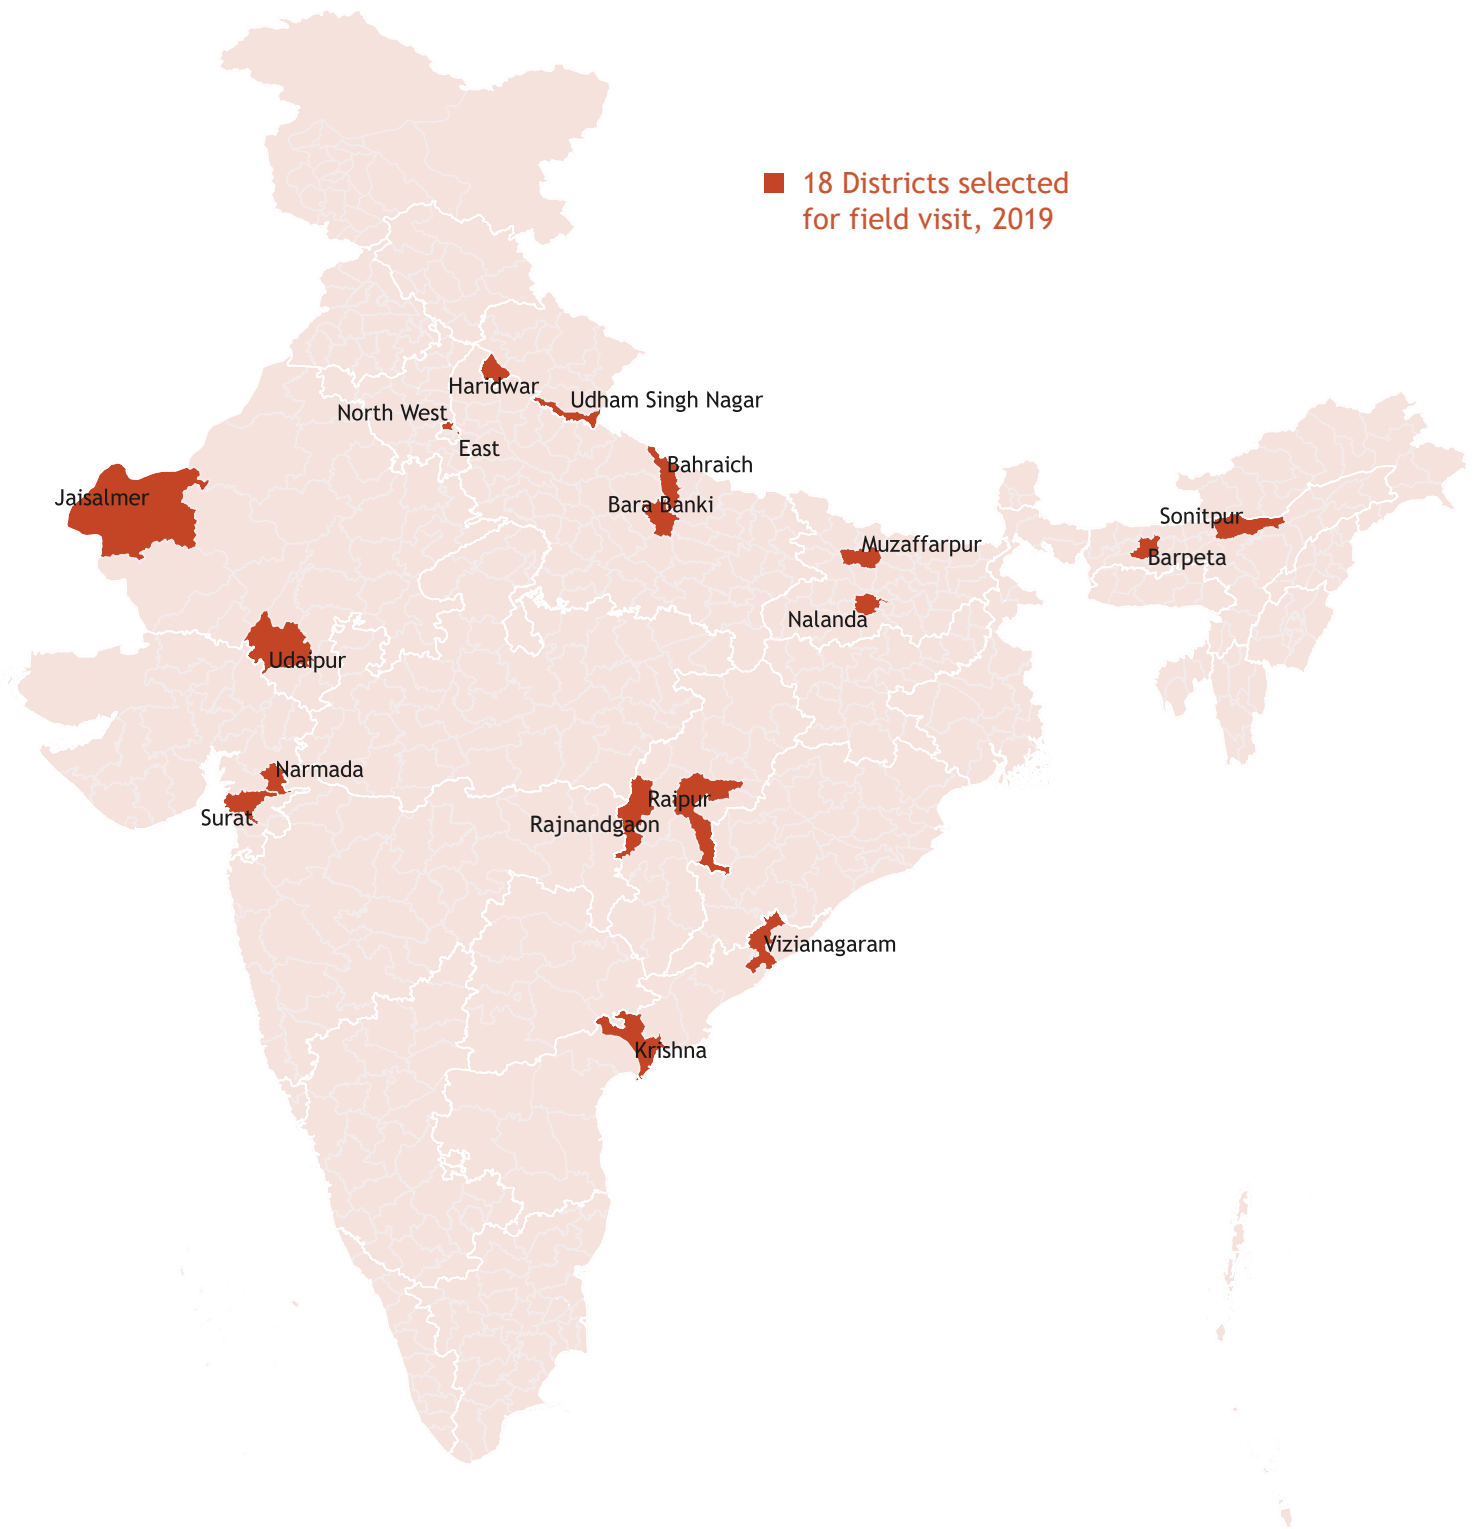 18 Districts selected
for field visit, 2019
Haridwar
Udham Singh Nagar
North West
East
Bahraich
Jaisalmer
Bara Banki
Sonitpur
Muzaffarpur
Barpeta
Nalanda
Udaipur
Narmada
Raipur
Surat
Rajnandgaon
Vizianagaram
Krishna